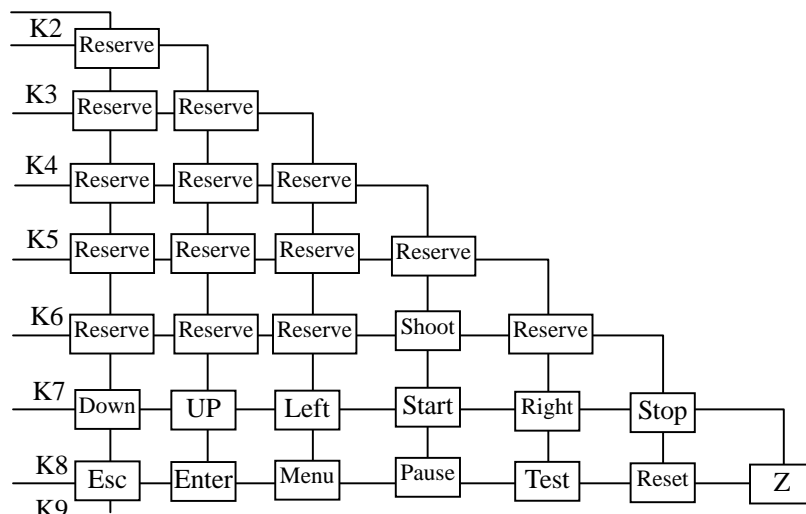 K2 Reserve
K3 Reserve Reserve
K4 Reserve Reserve Reserve
K5 Reserve Reserve Reserve Reserve
K6 Reserve Reserve Reserve Shoot Reserve
K7 Down UP Left Start Right Stop
K8 Esc Enter Menu Pause Test Reset Z
K9